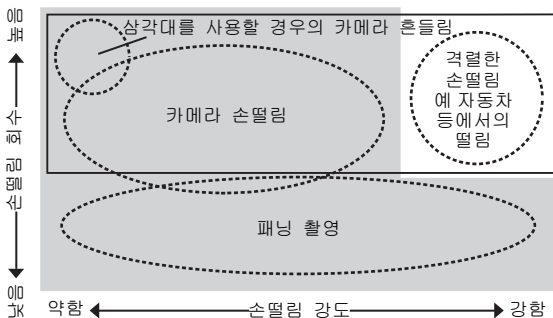 높음
손떨림 회수
낮음
삼각대를 사용할 경우의 카메라 흔들림
카메라 손떨림
격렬한
손떨림
예 자동차
등에서의
떨림
패닝 촬영
약함
손떨림 강도
강함